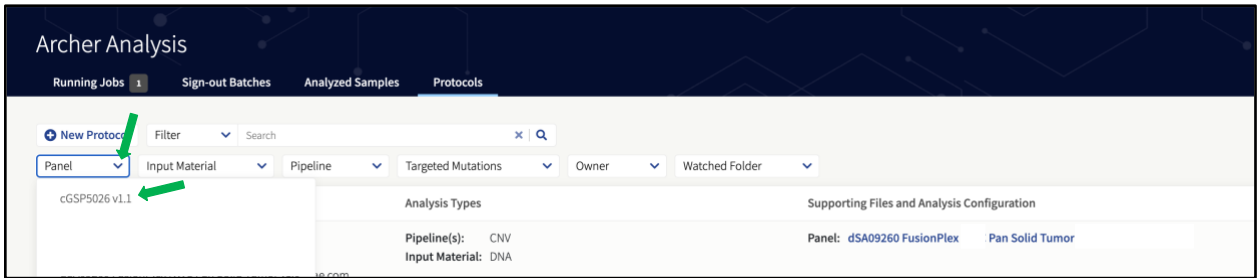 Archer Analysis
Running Jobs 1 Sign-out Batches Analyzed Samples Protocols
New Protocol Filter Search
Panel Input Material Pipeline Targeted Mutations Owner Watched Folder
cGSP5026 v1.1
Analysis Types Supporting Files and Analysis Configuration
Pipeline(s): CNV Panel: dSA09260 FusionPlex Pan Solid Tumor
Input Material: DNA